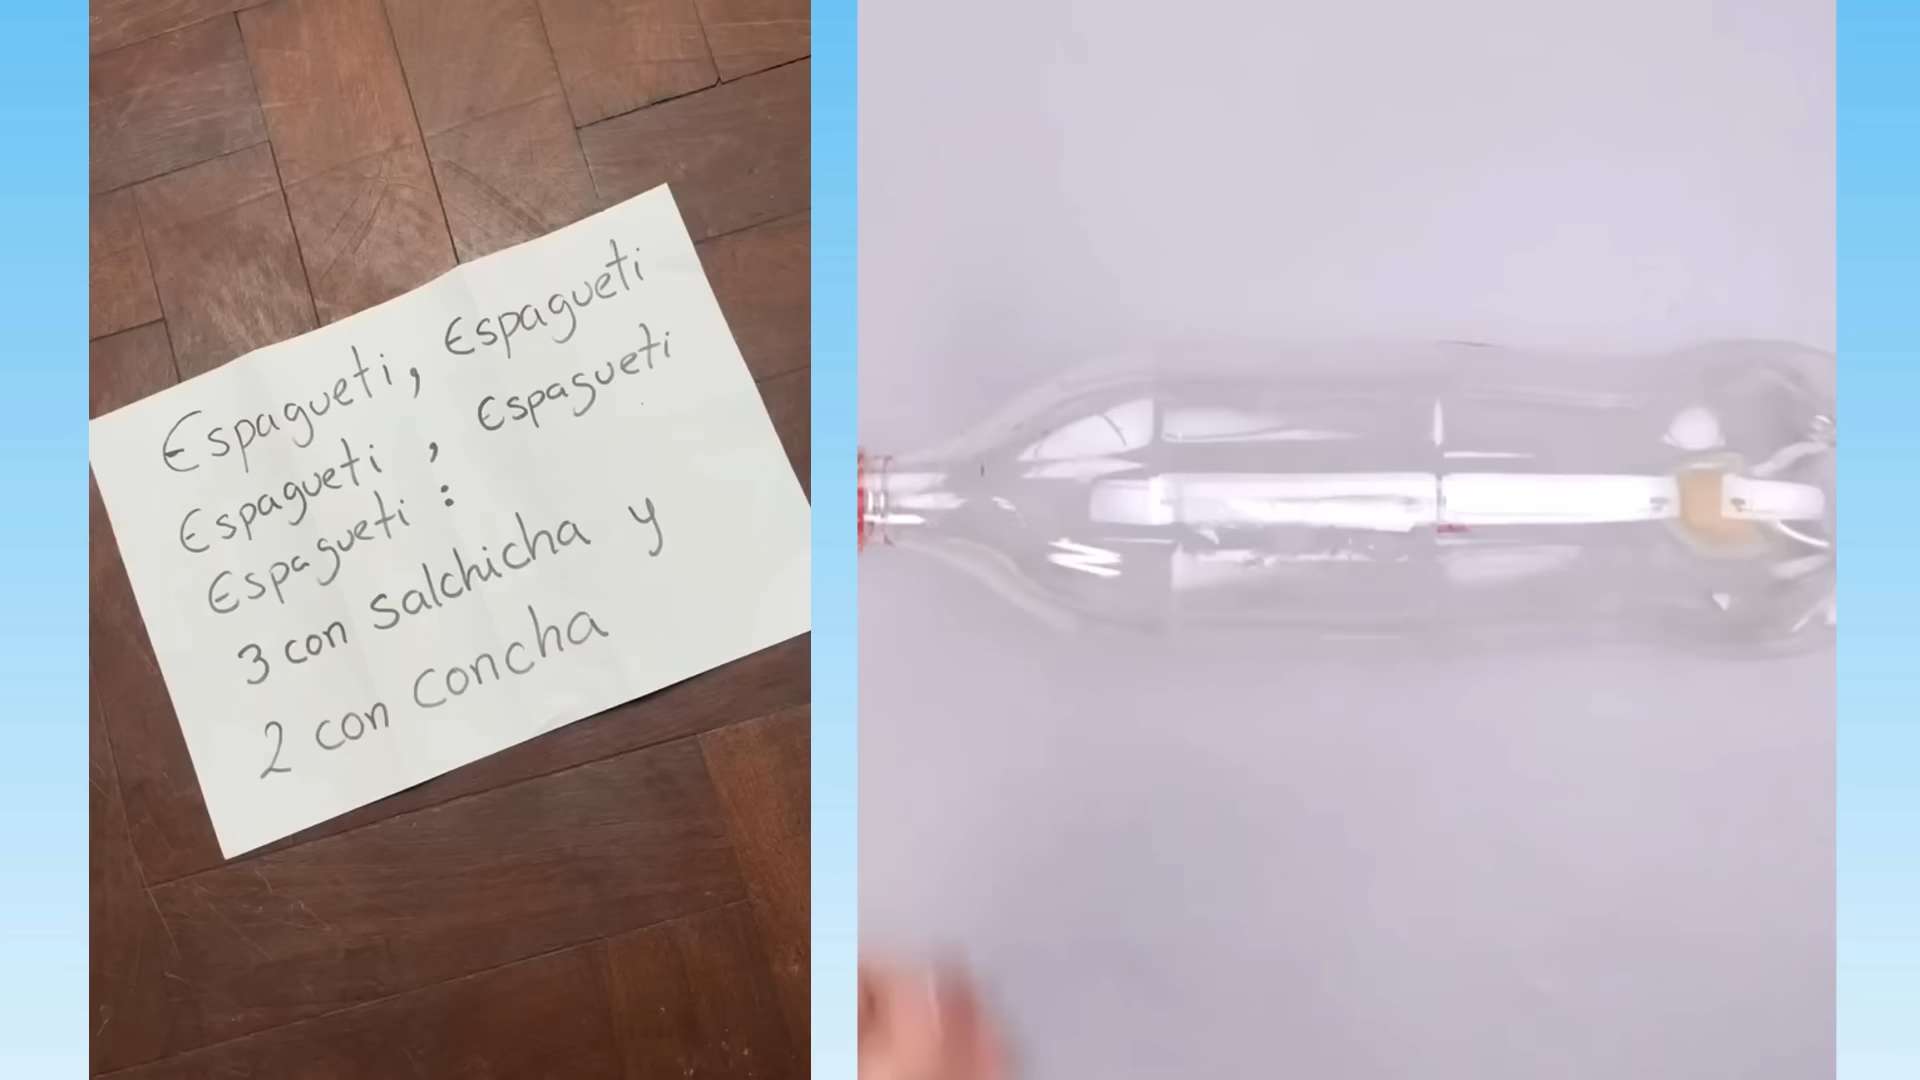 Espagueti, Espagueti
Espagueti, Espagueti
Espagueti:
3 con salchicha y
2 con concha